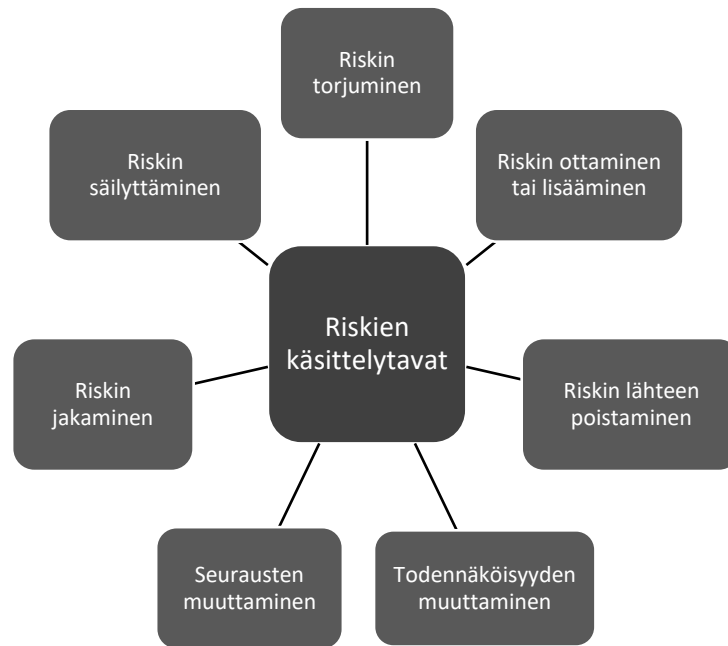 Riskin
torjuminen
Riskin ottaminen
tai lisääminen
Riskin
säilyttäminen
Riskien
käsittelytavat
Riskin lähteen
poistaminen
Riskin
jakaminen
Todennäköisyyden
muuttaminen
Seurausten
muuttaminen